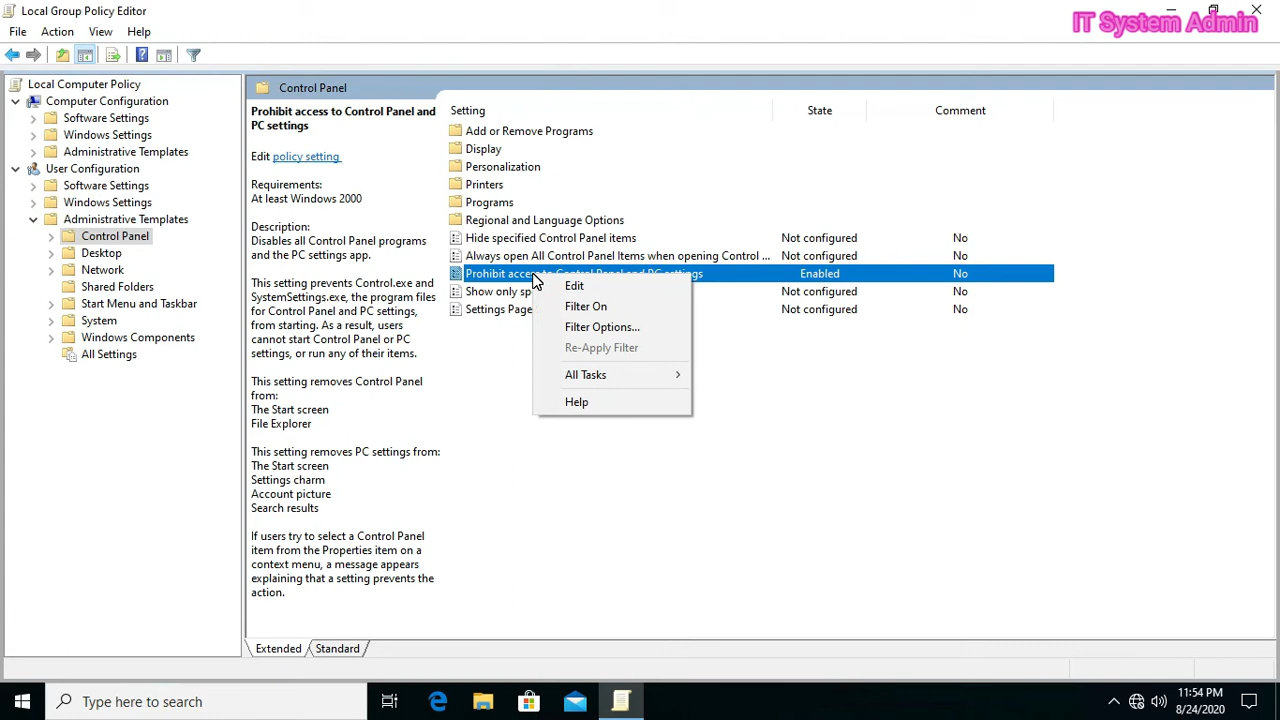 Local Group Policy Editor
IT System Admin
File Action View Help
Local Computer Policy
Computer Configuration
Software Settings
Windows Settings
Administrative Templates
User Configuration
Software Settings
Windows Settings
Administrative Templates
Control Panel
Desktop
Network
Shared Folders
Start Menu and Taskbar
System
Windows Components
All Settings
Control Panel
Prohibit access to Control Panel and
PC settings
Edit policy setting
Requirements:
At least Windows 2000
Description:
Disables all Control Panel programs
and the PC settings app.
This setting prevents Control.exe and
SystemSettings.exe, the program files
for Control Panel and PC settings,
from starting. As a result, users
cannot start Control Panel or PC
settings, or run any of their items.
This setting removes Control Panel
from:
The Start screen
File Explorer
This setting removes PC settings from:
The Start screen
Settings charm
Account picture
Search results
If users try to select a Control Panel
item from the Properties item on a
context menu, a message appears
explaining that a setting prevents the
action.
Setting State Comment
Add or Remove Programs
Display
Personalization
Printers
Programs
Regional and Language Options
Hide specified Control Panel items Not configured No
Always open All Control Panel Items when opening Control ... Not configured No
Prohibit access to Control Panel and PC settings Enabled No
Show only sp Not configured No
Settings Page Not configured No
Edit
Filter On
Filter Options...
Re-Apply Filter
All Tasks
Help
Extended Standard
Type here to search
11:54 PM
8/24/2020